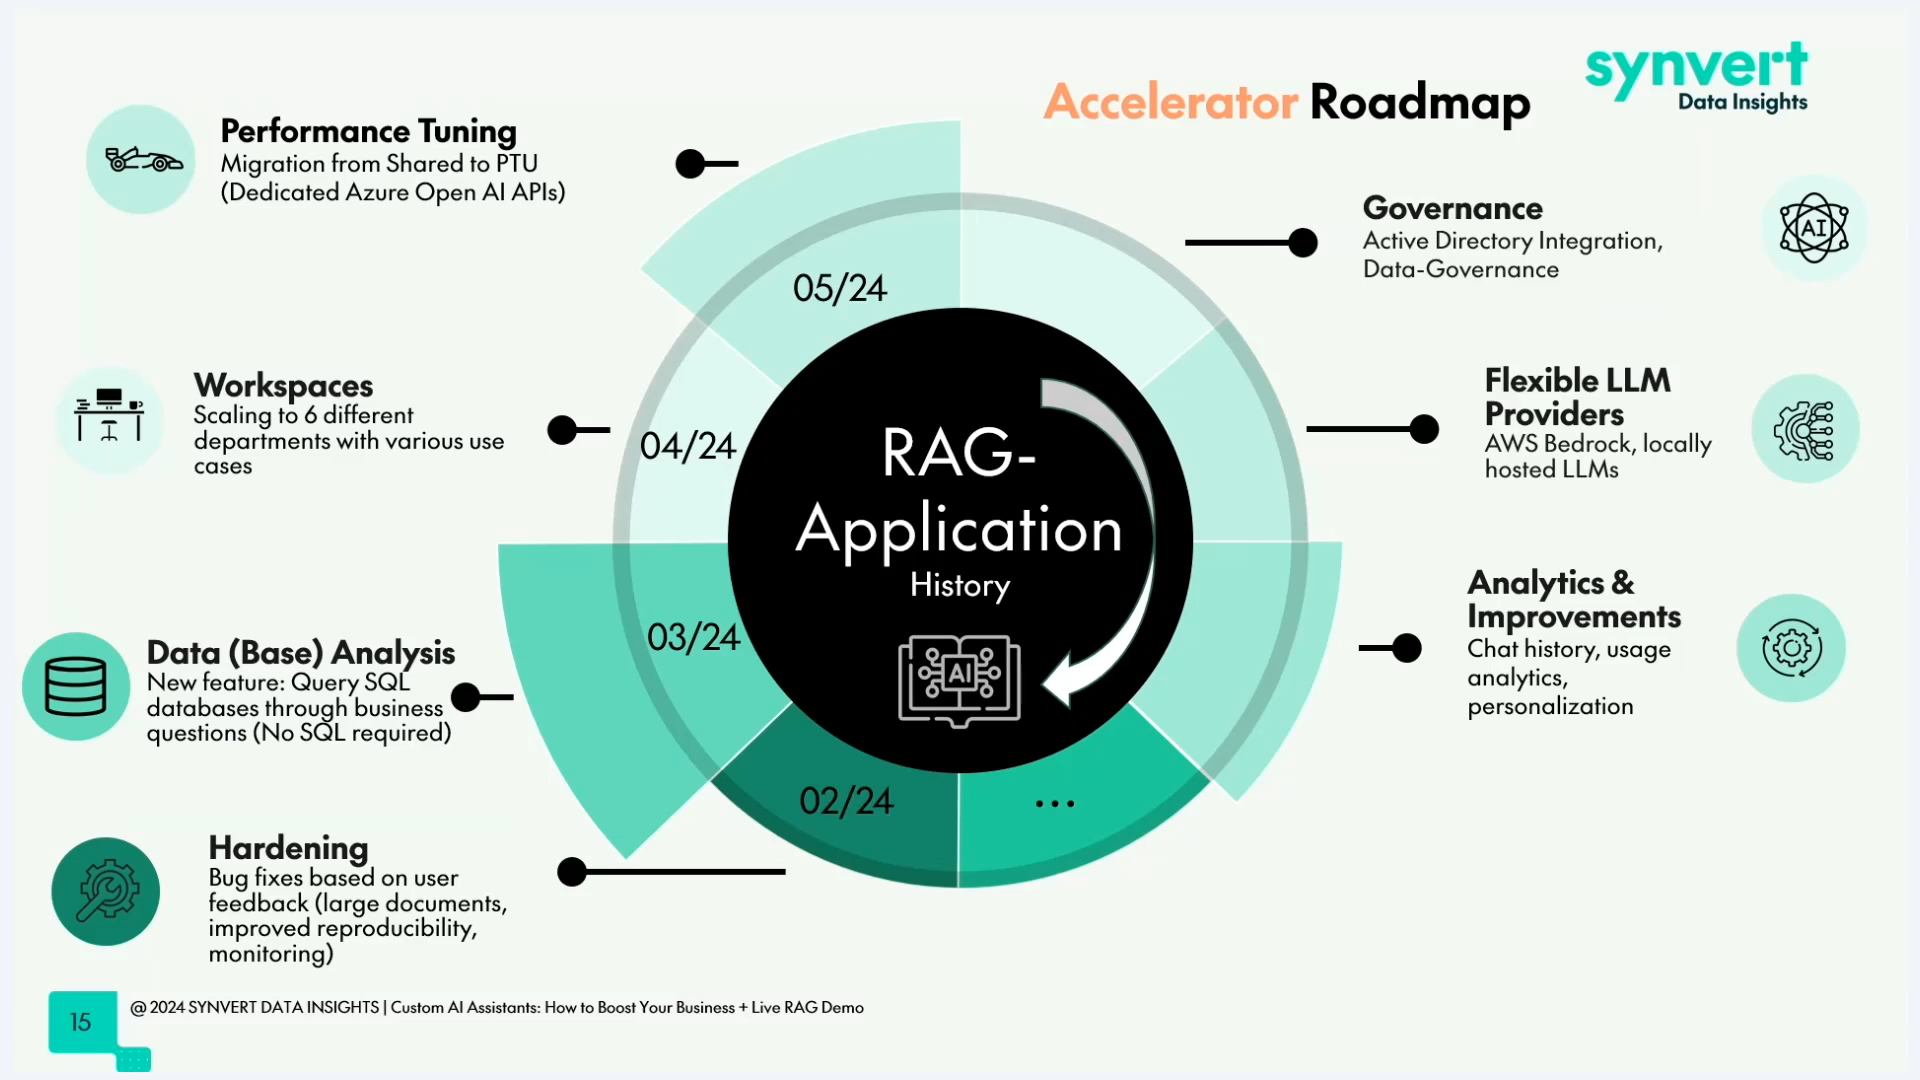 synvert
Data Insights
Accelerator Roadmap
Performance Tuning
Migration from Shared to PTU
(Dedicated Azure Open AI APIs)
Workspaces
Scaling to 6 different
departments with various use
cases
Data (Base) Analysis
New feature: Query SQL
databases through business
questions (No SQL required)
Hardening
Bug fixes based on user
feedback (large documents,
improved reproducibility,
monitoring)
05/24
04/24
03/24
02/24
...
RAG-
Application
History
AI
Governance
Active Directory Integration,
Data-Governance
AI
Flexible LLM
Providers
AWS Bedrock, locally
hosted LLMs
Analytics &
Improvements
Chat history, usage
analytics,
personalization
15
@ 2024 SYNVERT DATA INSIGHTS | Custom AI Assistants: How to Boost Your Business + Live RAG Demo